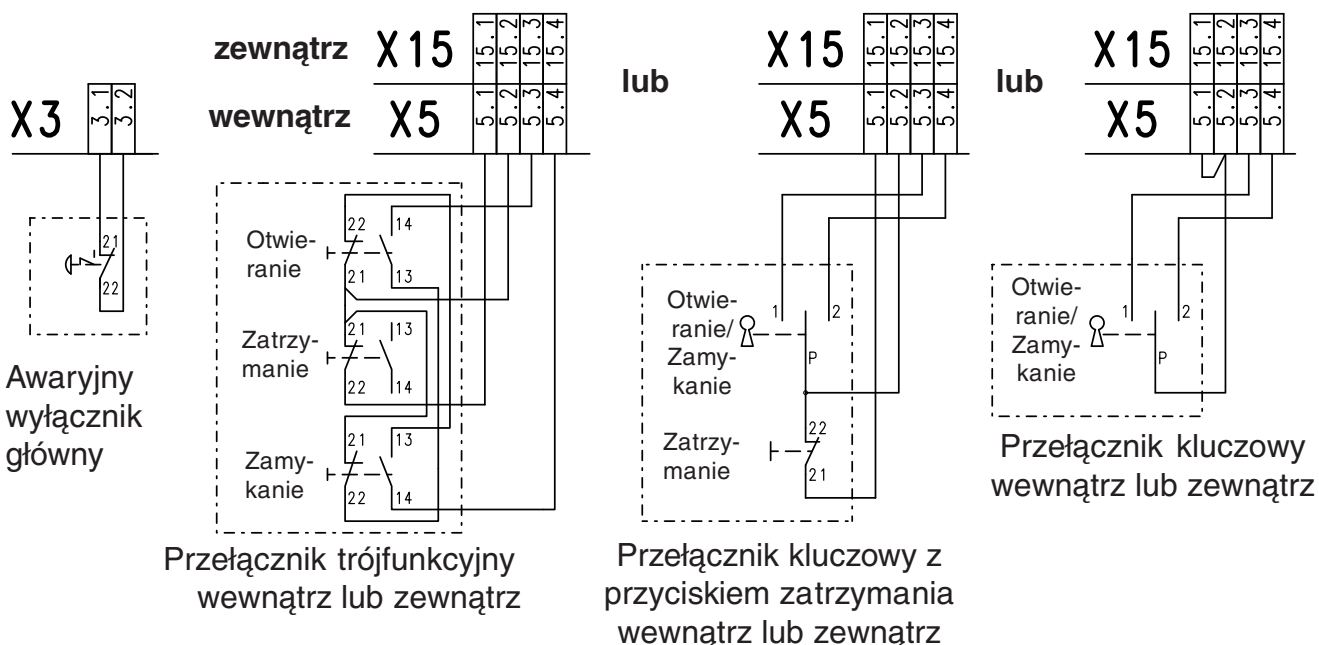 X3
3.1
3.2
21
22
Awaryjny
wyłącznik
główny
zewnątrz X15 15.1 15.2 15.3 15.4
wewnątrz X5 5.1 5.2 5.3 5.4
Otwie-
ranie
22
14
21
13
Zatrzy-
manie
21
13
22
14
Zamy-
kanie
21
13
22
14
Przełącznik trójfunkcyjny
wewnątrz lub zewnątrz
lub
X15 15.1 15.2 15.3 15.4
X5 5.1 5.2 5.3 5.4
Otwie-
ranie/
Zamy-
kanie
1
2
P
Zatrzy-
manie
22
21
Przełącznik kluczowy z
przyciskiem zatrzymania
wewnątrz lub zewnątrz
lub
X15 15.1 15.2 15.3 15.4
X5 5.1 5.2 5.3 5.4
Otwie-
ranie/
Zamy-
kanie
1
2
P
Przełącznik kluczowy
wewnątrz lub zewnątrz